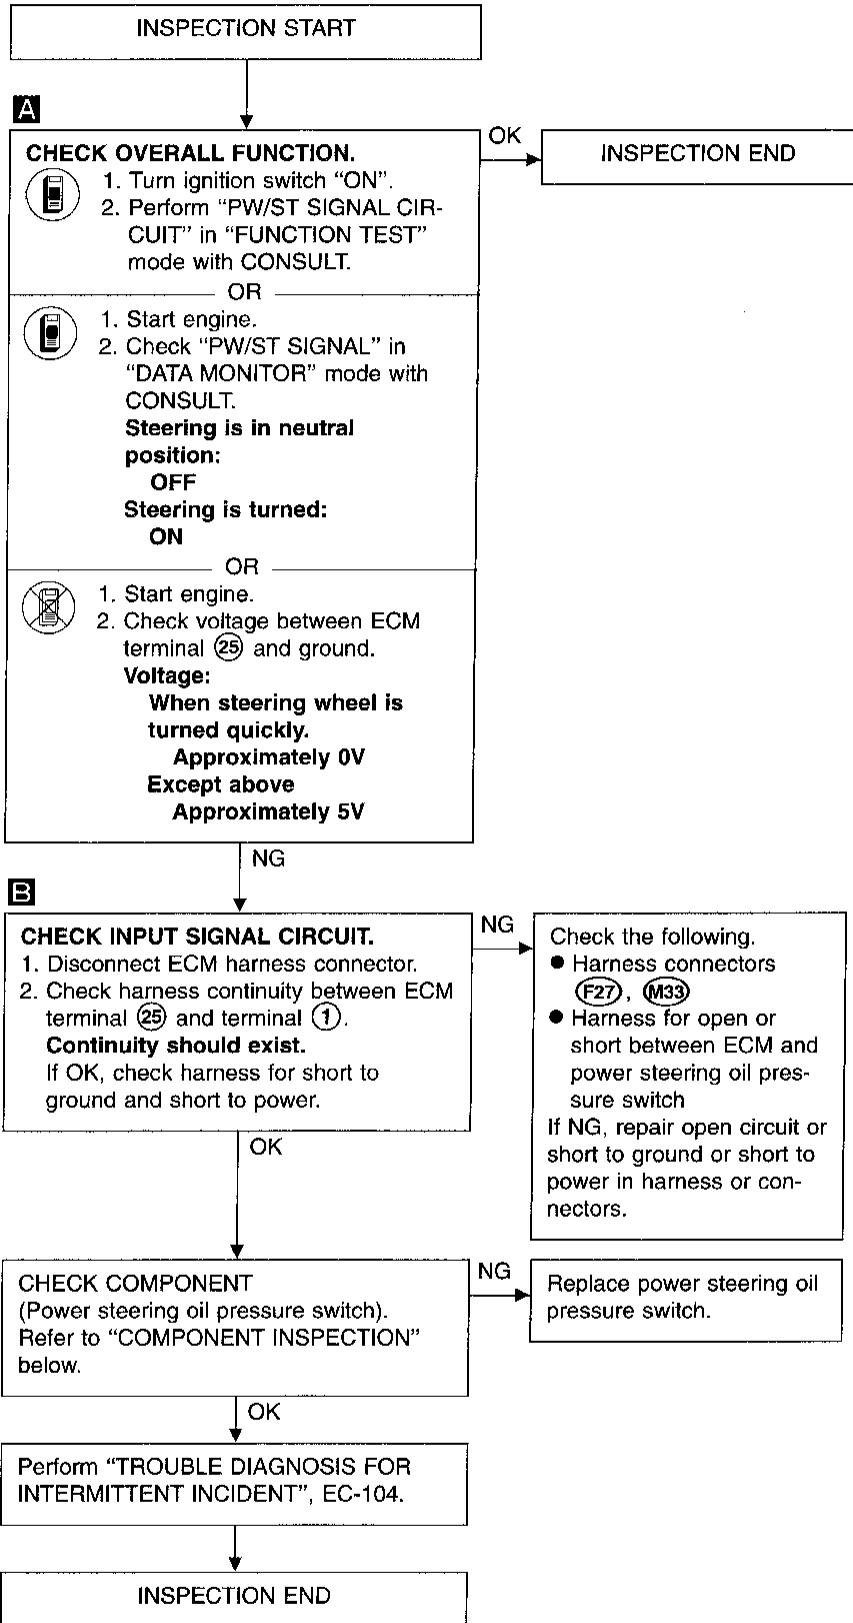 INSPECTION START
A
CHECK OVERALL FUNCTION.
1. Turn ignition switch “ON”.
2. Perform “PW/ST SIGNAL CIR-
CUIT” in “FUNCTION TEST”
mode with CONSULT.
OR
1. Start engine.
2. Check “PW/ST SIGNAL” in
“DATA MONITOR” mode with
CONSULT.
Steering is in neutral
position:
OFF
Steering is turned:
ON
OR
1. Start engine.
2. Check voltage between ECM
terminal 25 and ground.
Voltage:
When steering wheel is
turned quickly.
Approximately 0V
Except above
Approximately 5V
OK
INSPECTION END
NG
B
CHECK INPUT SIGNAL CIRCUIT.
1. Disconnect ECM harness connector.
2. Check harness continuity between ECM
terminal 25 and terminal 1.
Continuity should exist.
If OK, check harness for short to
ground and short to power.
NG
Check the following.
● Harness connectors
F27, M33
● Harness for open or
short between ECM and
power steering oil pres-
sure switch
If NG, repair open circuit or
short to ground or short to
power in harness or con-
nectors.
OK
CHECK COMPONENT
(Power steering oil pressure switch).
Refer to “COMPONENT INSPECTION”
below.
NG
Replace power steering oil
pressure switch.
OK
Perform “TROUBLE DIAGNOSIS FOR
INTERMITTENT INCIDENT”, EC-104.
INSPECTION END